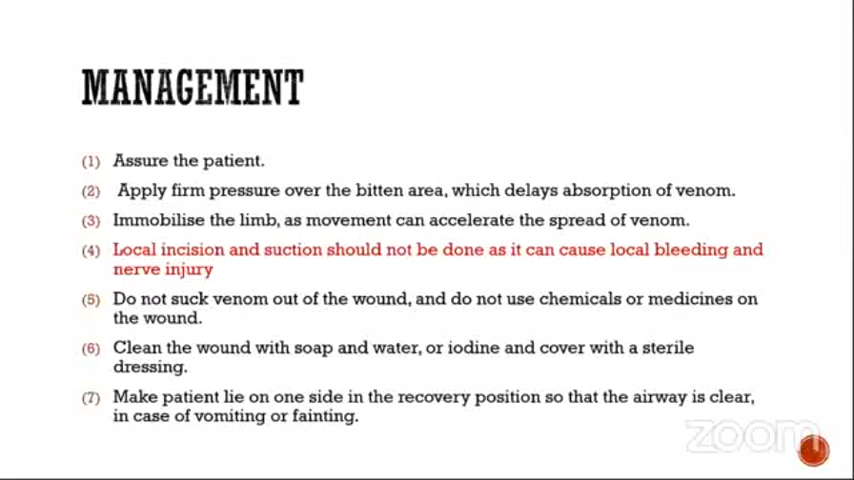 MANAGEMENT
(1) Assure the patient.
(2) Apply firm pressure over the bitten area, which delays absorption of venom.
(3) Immobilise the limb, as movement can accelerate the spread of venom.
(4) Local incision and suction should not be done as it can cause local bleeding and
nerve injury
(5) Do not suck venom out of the wound, and do not use chemicals or medicines on
the wound.
(6) Clean the wound with soap and water, or iodine and cover with a sterile
dressing.
(7) Make patient lie on one side in the recovery position so that the airway is clear,
in case of vomiting or fainting.
zoom